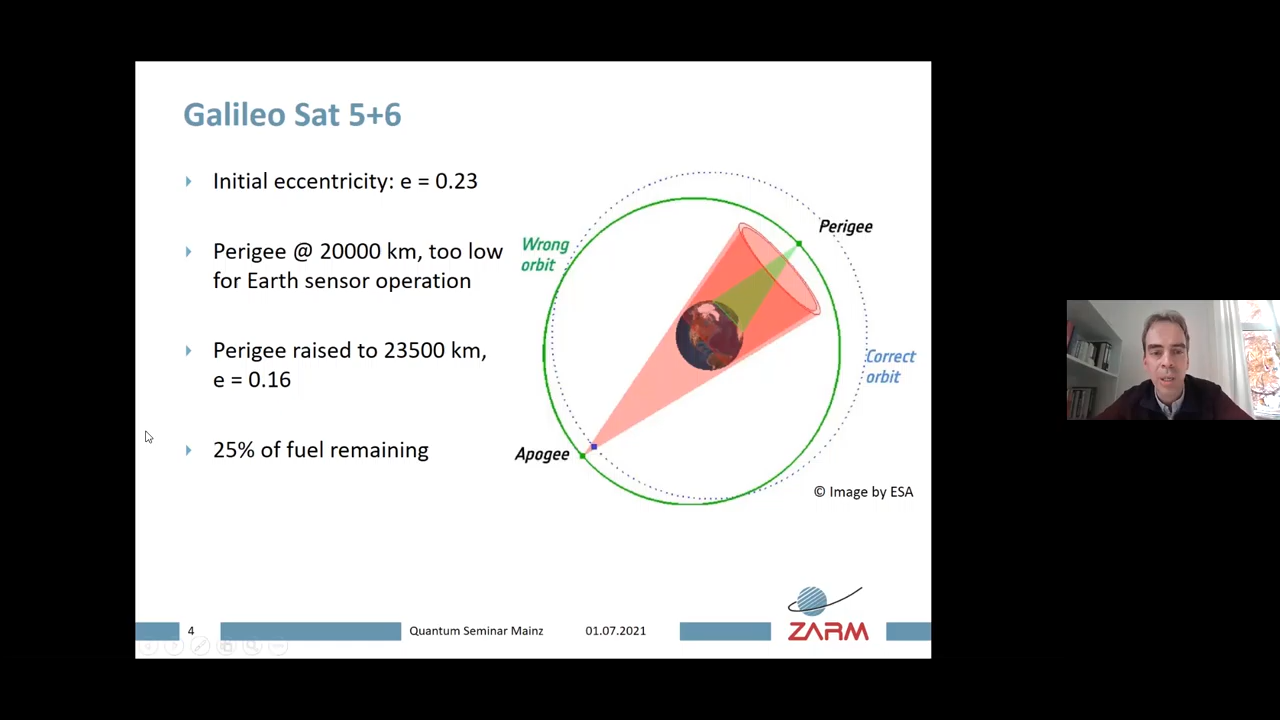 Galileo Sat 5+6
Initial eccentricity: e = 0.23
Perigee @ 20000 km, too low
for Earth sensor operation
Perigee raised to 23500 km,
e = 0.16
25% of fuel remaining
Wrong
orbit
Perigee
Correct
orbit
Apogee
© Image by ESA
4
Quantum Seminar Mainz
01.07.2021
ZARM